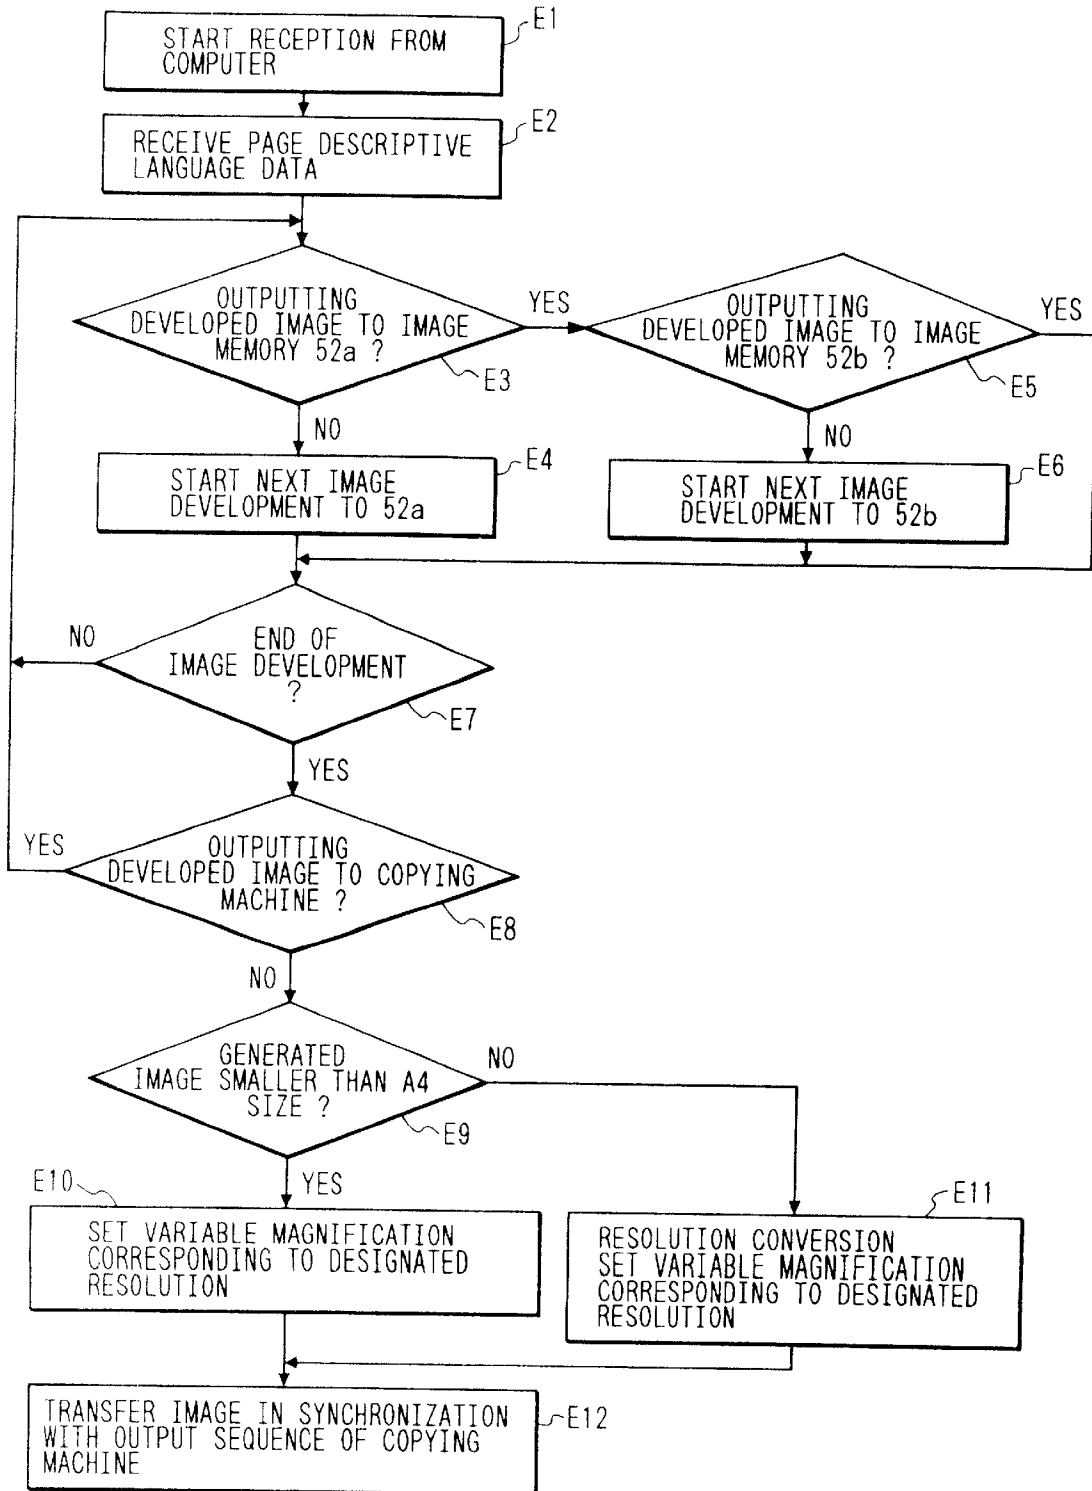 START RECEPTION FROM
COMPUTER
E1
RECEIVE PAGE DESCRIPTIVE
LANGUAGE DATA
E2
OUTPUTTING
DEVELOPED IMAGE TO IMAGE
MEMORY 52a ?
E3
YES
NO
OUTPUTTING
DEVELOPED IMAGE TO IMAGE
MEMORY 52b ?
E5
YES
NO
START NEXT IMAGE
DEVELOPMENT TO 52a
E4
START NEXT IMAGE
DEVELOPMENT TO 52b
E6
END OF
IMAGE DEVELOPMENT
?
E7
NO
YES
OUTPUTTING
DEVELOPED IMAGE TO COPYING
MACHINE ?
E8
YES
NO
GENERATED
IMAGE SMALLER THAN A4
SIZE ?
E9
NO
YES
E10
SET VARIABLE MAGNIFICATION
CORRESPONDING TO DESIGNATED
RESOLUTION
E11
RESOLUTION CONVERSION
SET VARIABLE MAGNIFICATION
CORRESPONDING TO DESIGNATED
RESOLUTION
TRANSFER IMAGE IN SYNCHRONIZATION
WITH OUTPUT SEQUENCE OF COPYING
MACHINE
E12